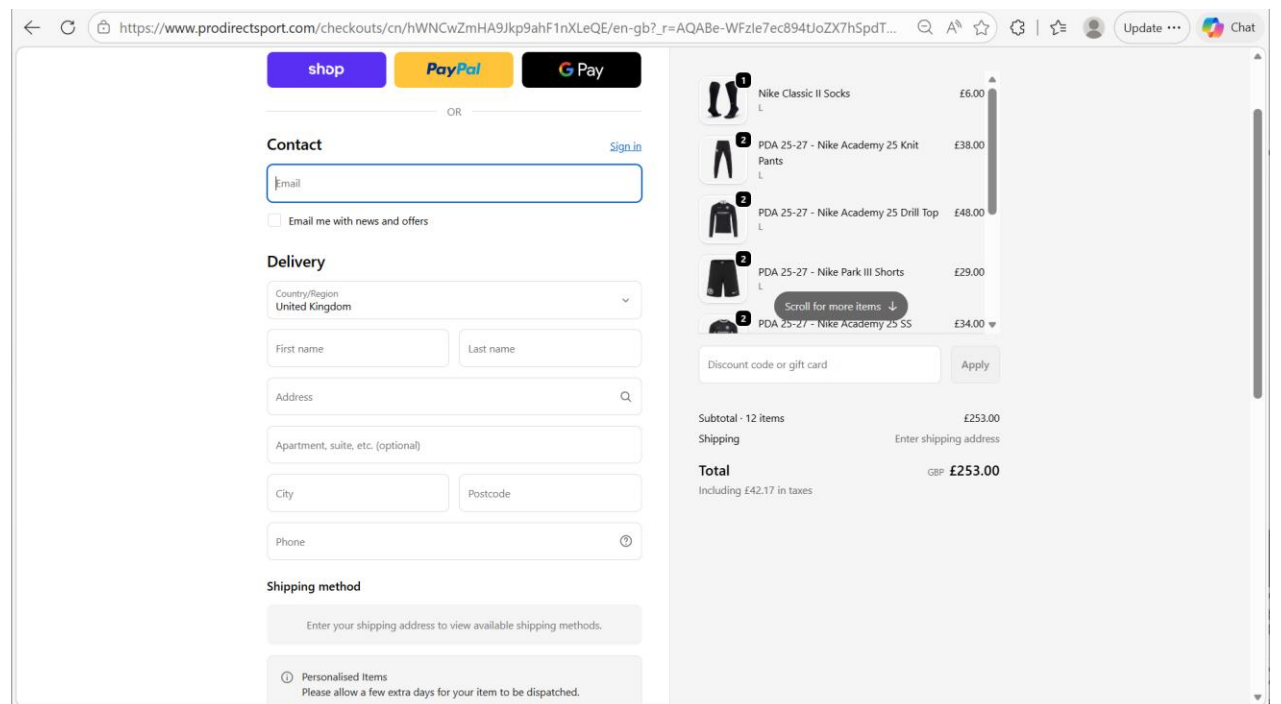 https://www.prodirectsport.com/checkouts/cn/hWNCwZmHA9Jkp9ahF1nXLeQE/en-gb?_r=AQABe-WFzIe7ec894tJoZX7hSpdT...
Update ...
Chat
shop
PayPal
G Pay
OR
Contact
Sign in
Email
Email me with news and offers
Delivery
Country/Region
United Kingdom
First name
Last name
Address
Apartment, suite, etc. (optional)
City
Postcode
Phone
Shipping method
Enter your shipping address to view available shipping methods.
Personalised Items
Please allow a few extra days for your item to be dispatched.
1
Nike Classic II Socks
£6.00
L
2
PDA 25-27 - Nike Academy 25 Knit
£38.00
Pants
L
2
PDA 25-27 - Nike Academy 25 Drill Top
£48.00
L
2
PDA 25-27 - Nike Park III Shorts
£29.00
L
Scroll for more items ↓
2
PDA 25-27 - Nike Academy 25 SS
£34.00
Discount code or gift card
Apply
Subtotal · 12 items
£253.00
Shipping
Enter shipping address
Total
GBP £253.00
Including £42.17 in taxes